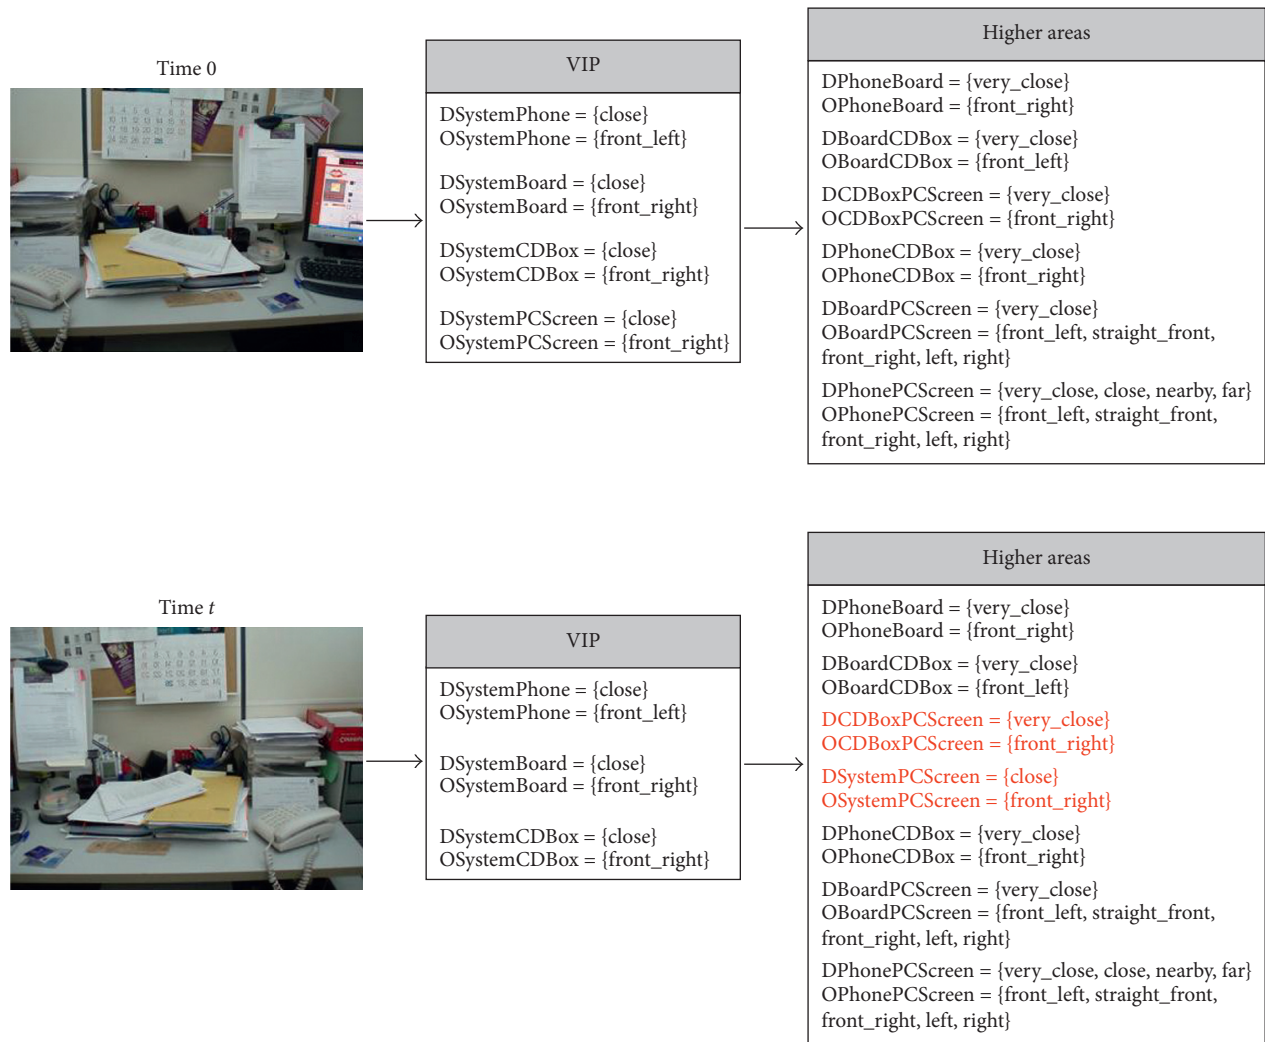 Time 0
VIP
DSystemPhone = {close}
OSystemPhone = {front_left}
DSystemBoard = {close}
OSystemBoard = {front_right}
DSystemCDBox = {close}
OSystemCDBox = {front_right}
DSystemPCScreen = {close}
OSystemPCScreen = {front_right}
Higher areas
DPhoneBoard = {very_close}
OPhoneBoard = {front_right}
DBoardCDBox = {very_close}
OBoardCDBox = {front_left}
DCDBoxPCScreen = {very_close}
OCDBoxPCScreen = {front_right}
DPhoneCDBox = {very_close}
OPhoneCDBox = {front_right}
DBoardPCScreen = {very_close}
OBoardPCScreen = {front_left, straight_front,
front_right, left, right}
DPhonePCScreen = {very_close, close, nearby, far}
OPhonePCScreen = {front_left, straight_front,
front_right, left, right}
Time t
VIP
DSystemPhone = {close}
OSystemPhone = {front_left}
DSystemBoard = {close}
OSystemBoard = {front_right}
DSystemCDBox = {close}
OSystemCDBox = {front_right}
Higher areas
DPhoneBoard = {very_close}
OPhoneBoard = {front_right}
DBoardCDBox = {very_close}
OBoardCDBox = {front_left}
DCDBoxPCScreen = {very_close}
OCDBoxPCScreen = {front_right}
DSystemPCScreen = {close}
OSystemPCScreen = {front_right}
DPhoneCDBox = {very_close}
OPhoneCDBox = {front_right}
DBoardPCScreen = {very_close}
OBoardPCScreen = {front_left, straight_front,
front_right, left, right}
DPhonePCScreen = {very_close, close, nearby, far}
OPhonePCScreen = {front_left, straight_front,
front_right, left, right}